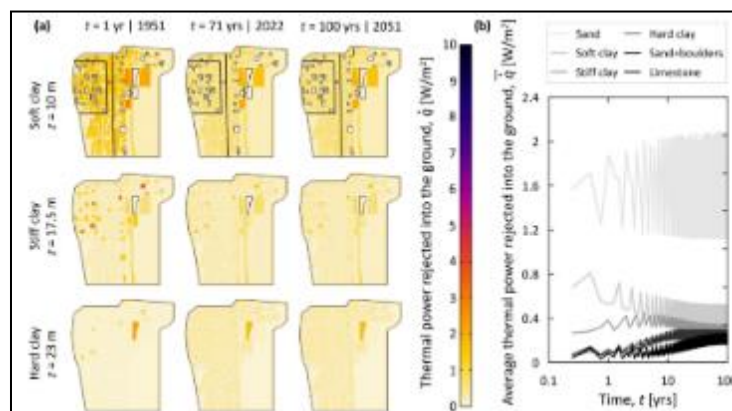 (a) t = 1 yr | 1951 t = 71 yrs | 2022 t = 100 yrs | 2051
Soft clay
z = 10 m
Stiff clay
z = 17.5 m
Hard clay
z = 23 m
10
9
8
7
6
5
4
3
2
1
0
Thermal power rejected into the ground, q̇ [W/m²]
(b)
Sand
Soft clay
Stiff clay
Hard clay
Sand+boulders
Limestone
Average thermal power rejected into the ground, q̇̅ [W/m²]
2.4
2
1.6
1.2
0.8
0.4
0
0.1 1 10 100
Time, t [yrs]